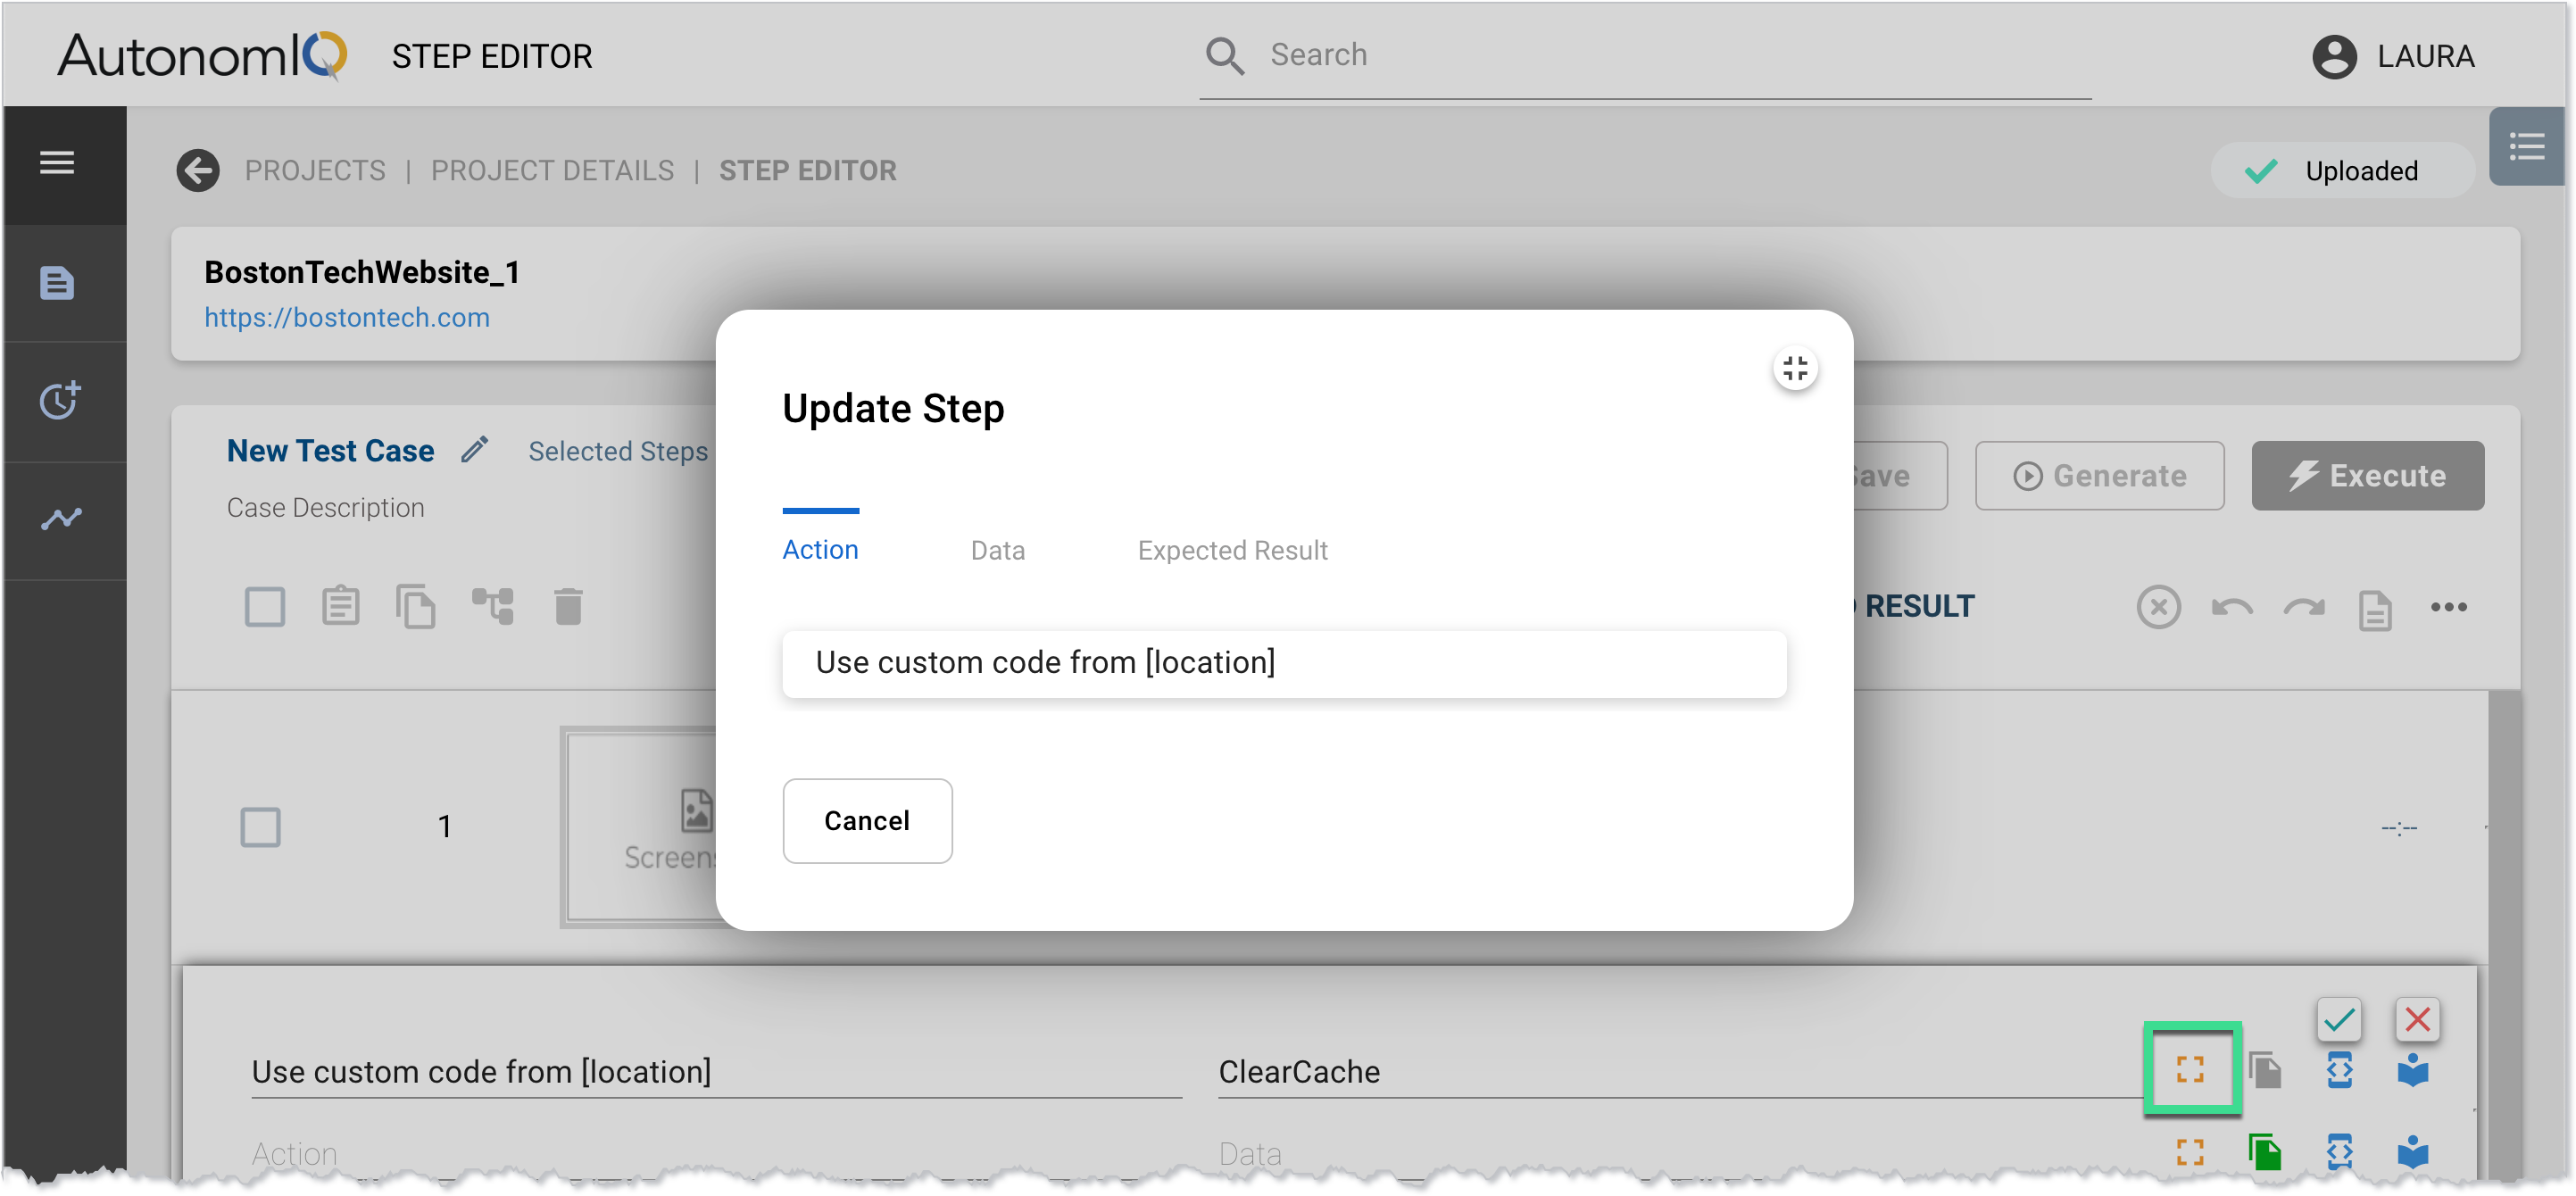 AutonomIQ STEP EDITOR Search LAURA
PROJECTS | PROJECT DETAILS | STEP EDITOR Uploaded
BostonTechWebsite_1
https://bostontech.com
Update Step
New Test Case Selected Steps Generate Execute
Case Description
Action Data Expected Result
RESULT
Use custom code from [location]
Cancel
1 --:--
Use custom code from [location] ClearCache
Action Data